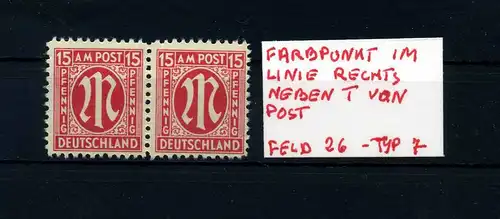 15 AM POST 15
PFENNIG M PFENNIG
DEUTSCHLAND
15 AM POST 15
PFENNIG M PFENNIG
DEUTSCHLAND
FARBPUNKT IM
LINIE RECHTS
NEBEN T VON
POST
FELD 26 - TYP 7